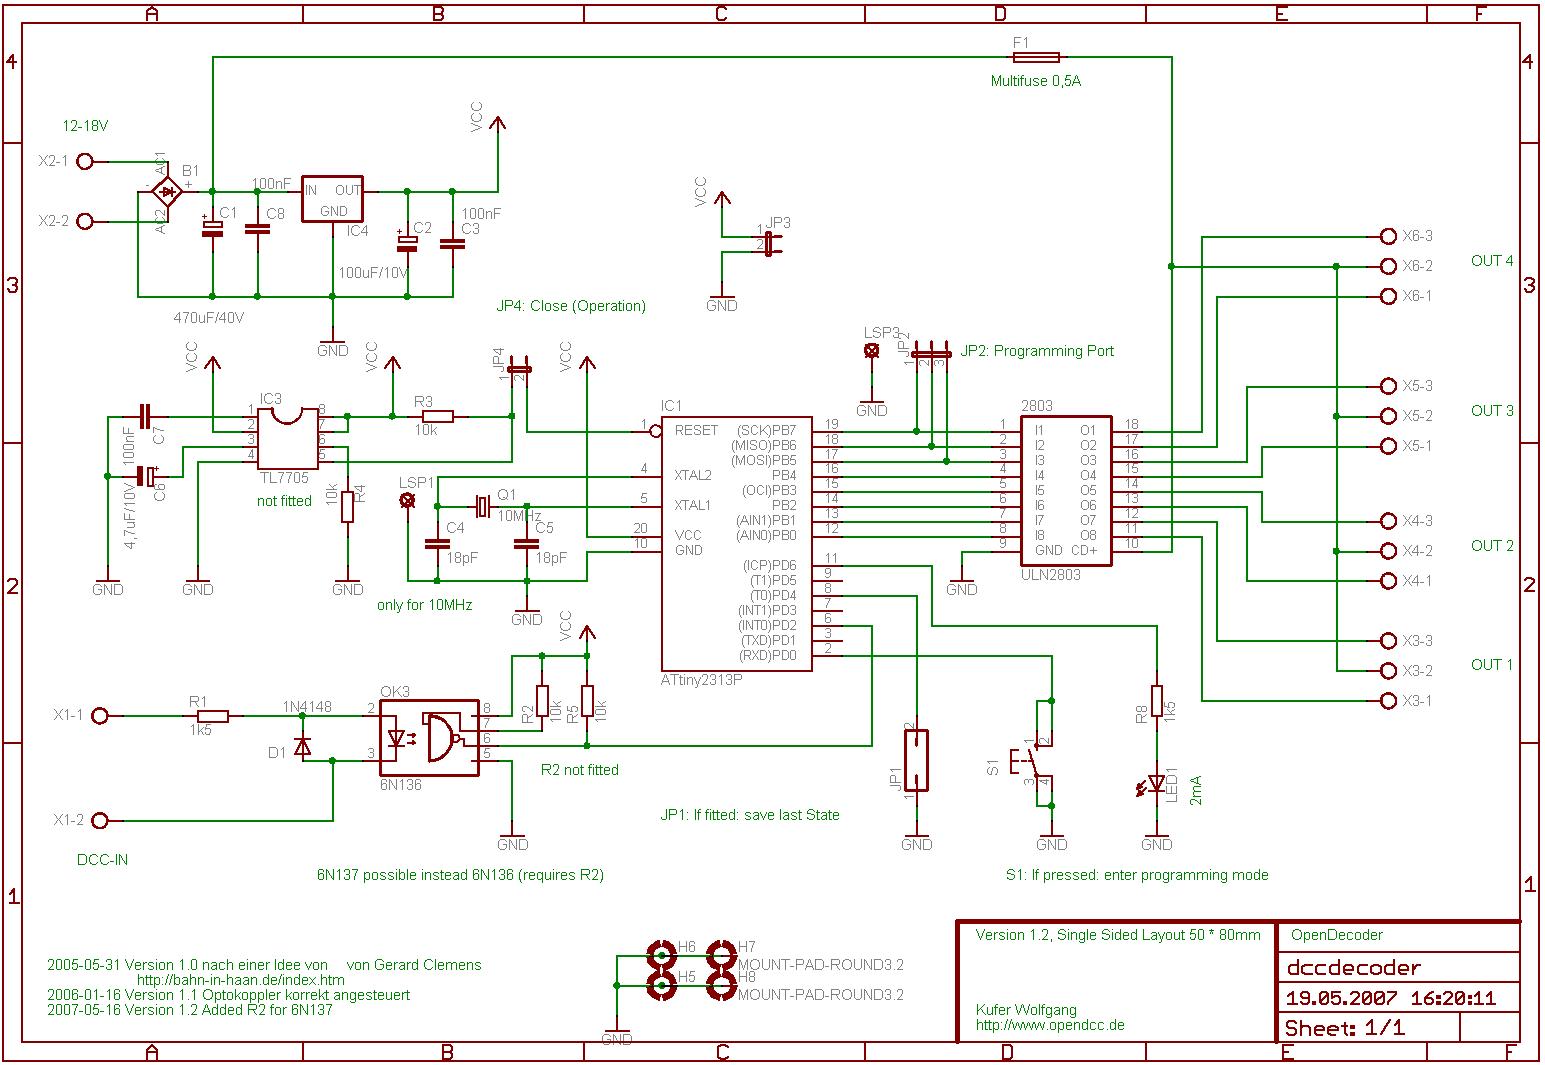 A B C D E F
4
4
F1
Multifuse 0,5A
12-18V
X2-1
AC1
B1
-
+
X2-2
AC2
100nF
C1
C8
+
470uF/40V
IN OUT
GND
IC4
VCC
100nF
C2
C3
+
100uF/10V
GND
VCC
1
2
JP3
GND
JP4: Close (Operation)
3
3
X6-3
X6-2
X6-1
OUT 4
X5-3
X5-2
X5-1
OUT 3
X4-3
X4-2
X4-1
OUT 2
X3-3
X3-2
X3-1
OUT 1
VCC
VCC
VCC
JP4
1
2
R3
10k
IC3
1
2
3
4
8
7
6
5
TL7705
not fitted
100nF
C7
4,7uF/10V
C6
+
10k
R4
GND
GND
GND
LSP1
Q1
10MHz
C4
18pF
C5
18pF
only for 10MHz
GND
IC1
1 RESET
4 XTAL2
5 XTAL1
20 VCC
10 GND
(SCK)PB7 19
(MISO)PB6 18
(MOSI)PB5 17
PB4 16
(OCI)PB3 15
PB2 14
(AIN1)PB1 13
(AIN0)PB0 12
(ICP)PD6 11
(T1)PD5 9
(T0)PD4 8
(INT1)PD3 7
(INT0)PD2 6
(TXD)PD1 3
(RXD)PD0 2
ATtiny2313P
LSP3
GND
JP2
1
2
3
JP2: Programming Port
2803
1 I1 O1 18
2 I2 O2 17
3 I3 O3 16
4 I4 O4 15
5 I5 O5 14
6 I6 O6 13
7 I7 O7 12
8 I8 O8 11
9 GND CD+ 10
ULN2803
GND
2
2
VCC
X1-1
R1
1k5
1N4148
D1
OK3
2
3
8
7
6
5
6N136
R2
10k
R5
10k
R2 not fitted
X1-2
DCC-IN
GND
JP1
2
1
GND
JP1: If fitted: save last State
S1
1
2
3
4
GND
R8
1k5
LED1
2mA
GND
6N137 possible instead 6N136 (requires R2)
S1: If pressed: enter programming mode
1
1
2005-05-31 Version 1.0 nach einer Idee von von Gerard Clemens
http://bahn-in-haan.de/index.htm
2006-01-16 Version 1.1 Optokoppler korrekt angesteuert
2007-05-16 Version 1.2 Added R2 for 6N137
H6 H7
MOUNT-PAD-ROUND3.2
H5 H8
MOUNT-PAD-ROUND3.2
GND
Version 1.2, Single Sided Layout 50 * 80mm
Kufer Wolfgang
http://www.opendcc.de
OpenDecoder
dccdecoder
19.05.2007 16:20:11
Sheet: 1/1
A B C D E F